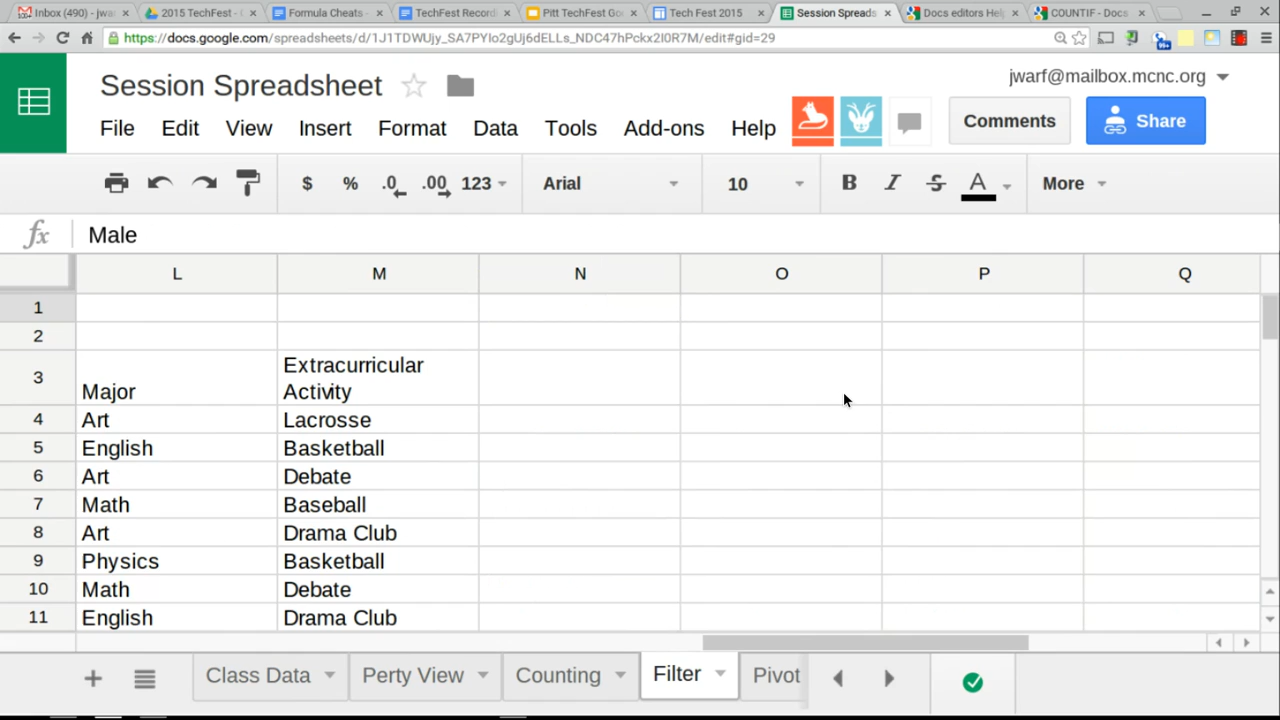 Inbox (490) - jwa
2015 TechFest - 
Formula Cheats -
TechFest Record
Pitt TechFest Go
Tech Fest 2015
Session Spreads
Docs editors Hel
COUNTIF - Docs
https://docs.google.com/spreadsheets/d/1J1TDWUjy_SA7PYIo2gUj6dELLs_NDC47hPckx2I0R7M/edit#gid=29
Session Spreadsheet
jwarf@mailbox.mcnc.org
File Edit View Insert Format Data Tools Add-ons Help
Comments
Share
$ % .0 .00 123 Arial 10 B I S A More
fx Male
L M N O P Q
1
2
3 Major Extracurricular
Activity
4 Art Lacrosse
5 English Basketball
6 Art Debate
7 Math Baseball
8 Art Drama Club
9 Physics Basketball
10 Math Debate
11 English Drama Club
+ Class Data Perty View Counting Filter Pivot